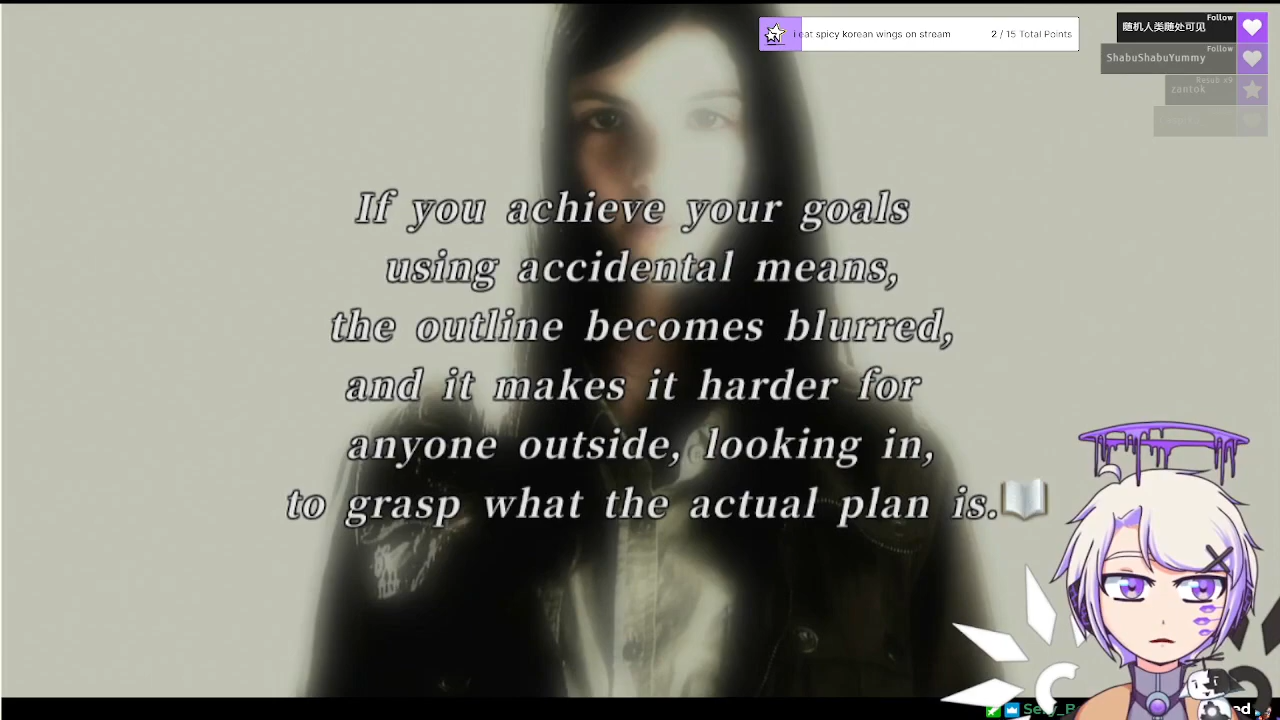 i eat spicy korean wings on stream 2 / 15 Total Points
Follow
随机人类随处可见
Follow
ShabuShabuYummy
Resub x9
If you achieve your goals
using accidental means,
the outline becomes blurred,
and it makes it harder for
anyone outside, looking in,
to grasp what the actual plan is.